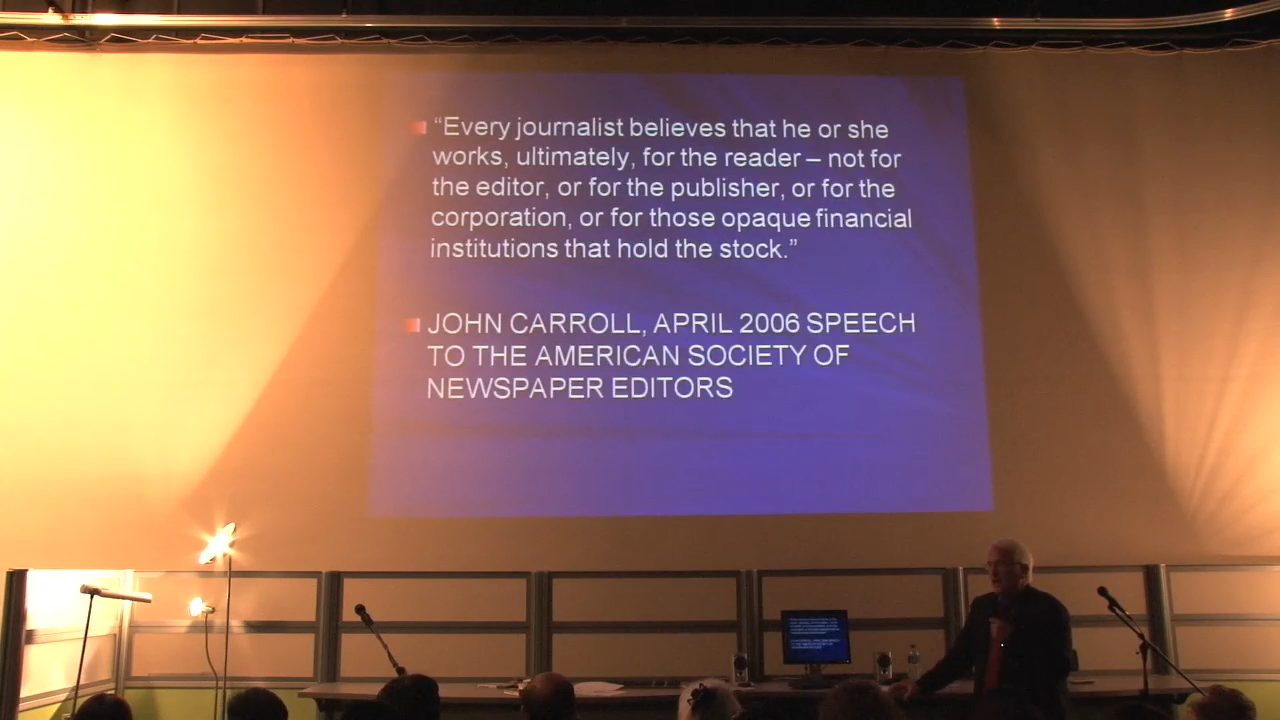 “Every journalist believes that he or she
works, ultimately, for the reader – not for
the editor, or for the publisher, or for the
corporation, or for those opaque financial
institutions that hold the stock.”
JOHN CARROLL, APRIL 2006 SPEECH
TO THE AMERICAN SOCIETY OF
NEWSPAPER EDITORS